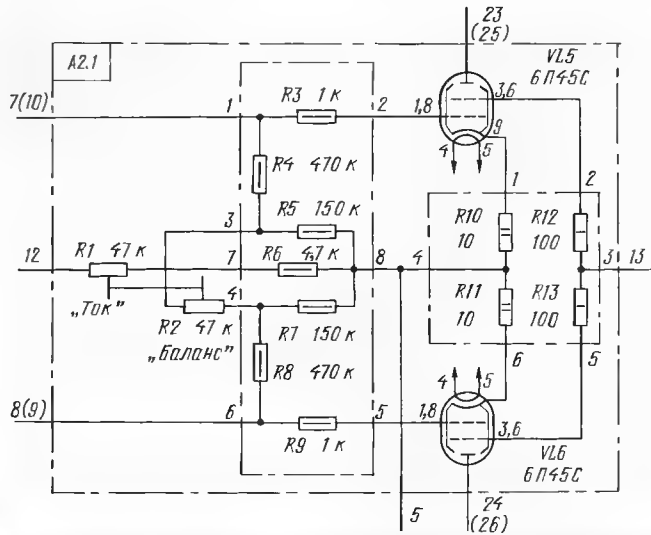 23
(25)
A2.1
VL5
6П45С
7(10)
1
R3 1 к
2
1,8
3,6
9
4
5
R4 470 к
1
2
3
R5 150 к
R10
10
R12
100
12
R1 47 к
7
R6 4,7 к
8
4
3
13
„Ток"
4
R2 47 к
„Баланс"
R7 150 к
R11
10
R13
100
R8 470 к
6
5
4
5
8(9)
6
R9 1 к
5
1,8
3,6
VL6
6П45С
5
24
(26)